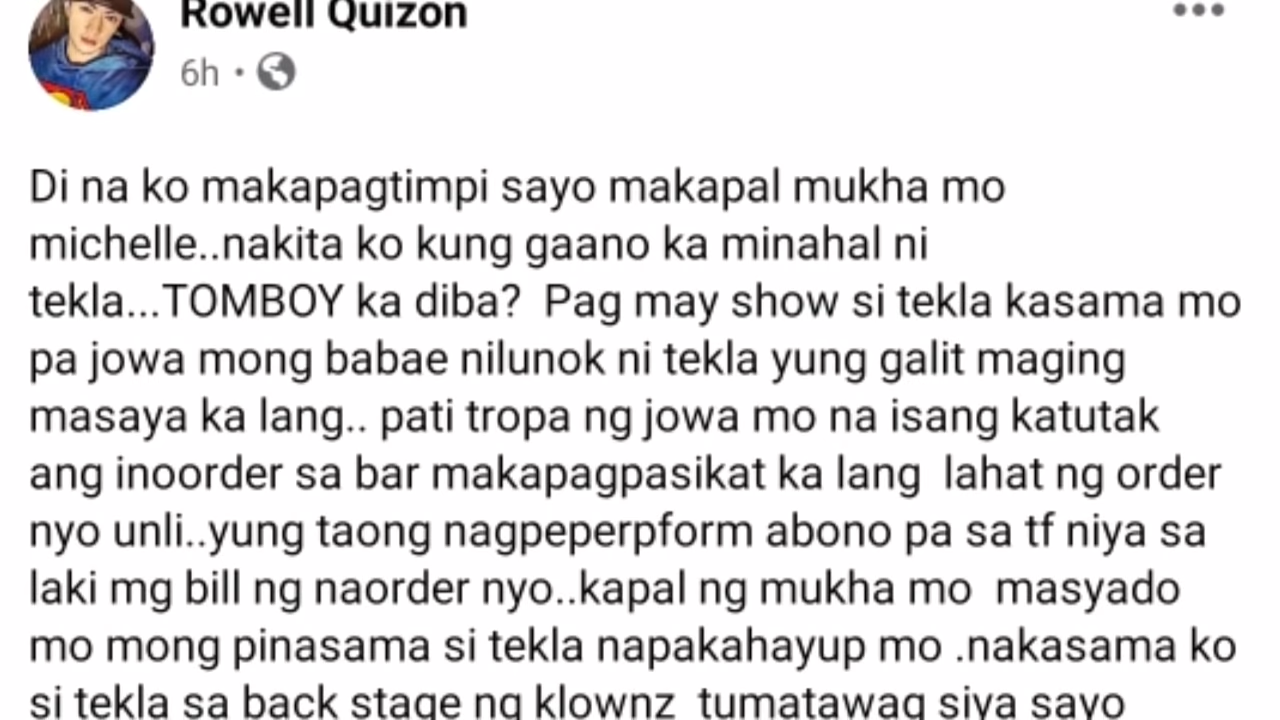 Rowell Quizon
6h ·
Di na ko makapagtimpi sayo makapal mukha mo
michelle..nakita ko kung gaano ka minahal ni
tekla...TOMBOY ka diba?  Pag may show si tekla kasama mo
pa jowa mong babae nilunok ni tekla yung galit maging
masaya ka lang.. pati tropa ng jowa mo na isang katutak
ang inoorder sa bar makapagpasikat ka lang  lahat ng order
nyo unli..yung taong nagpeperpform abono pa sa tf niya sa
laki mg bill ng naorder nyo..kapal ng mukha mo  masyado
mo mong pinasama si tekla napakahayup mo .nakasama ko
si tekla sa back stage ng klownz  tumatawag siya sayo